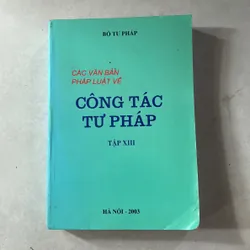 BỘ TƯ PHÁP
CÁC VĂN BẢN
PHÁP LUẬT VỀ
CÔNG TÁC
TƯ PHÁP
TẬP XIII
HÀ NỘI - 2003